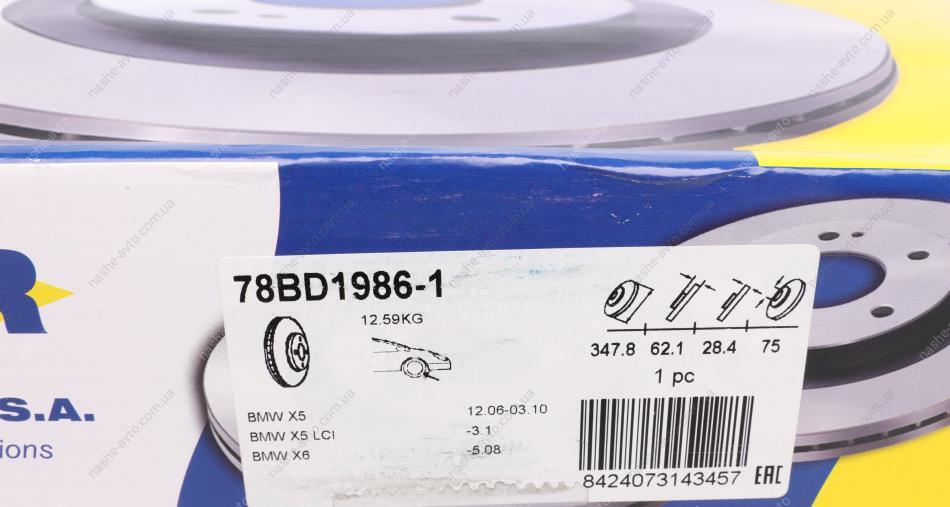 R
S.A.
ions
78BD1986-1
12.59KG
347.8 62.1 28.4 75
1 pc
BMW X5 12.06-03.10
BMW X5 LCI -3.1
BMW X6 -5.08
8424073143457
EAC
nashe-avto.com.ua